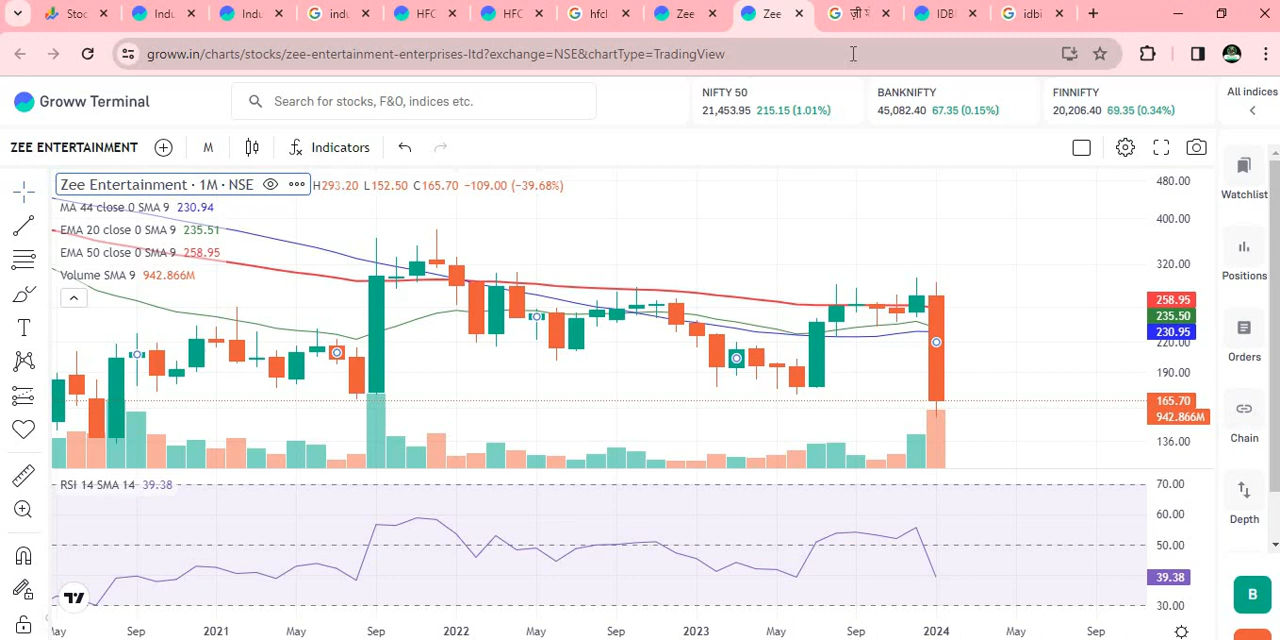 Stoc
Indu
Indu
indu
HFC
HFC
hfcl
Zee
Zee
IDB
idbi
groww.in/charts/stocks/zee-entertainment-enterprises-ltd?exchange=NSE&chartType=TradingView
Groww Terminal
Search for stocks, F&O, indices etc.
NIFTY 50
21,453.95 215.15 (1.01%)
BANKNIFTY
45,082.40 67.35 (0.15%)
FINNIFTY
20,206.40 69.35 (0.34%)
All indices
ZEE ENTERTAINMENT
M
Indicators
Zee Entertainment · 1M · NSE
H293.20 L152.50 C165.70 −109.00 (−39.68%)
MA 44 close 0 SMA 9 230.94
EMA 20 close 0 SMA 9 235.51
EMA 50 close 0 SMA 9 258.95
Volume SMA 9 942.866M
480.00
400.00
320.00
258.95
235.50
230.95
220.00
190.00
165.70
942.866M
136.00
RSI 14 SMA 14 39.38
70.00
60.00
50.00
39.38
30.00
May
Sep
2021
May
Sep
2022
May
Sep
2023
May
Sep
2024
May
Sep
Watchlist
Positions
Orders
Chain
Depth
B